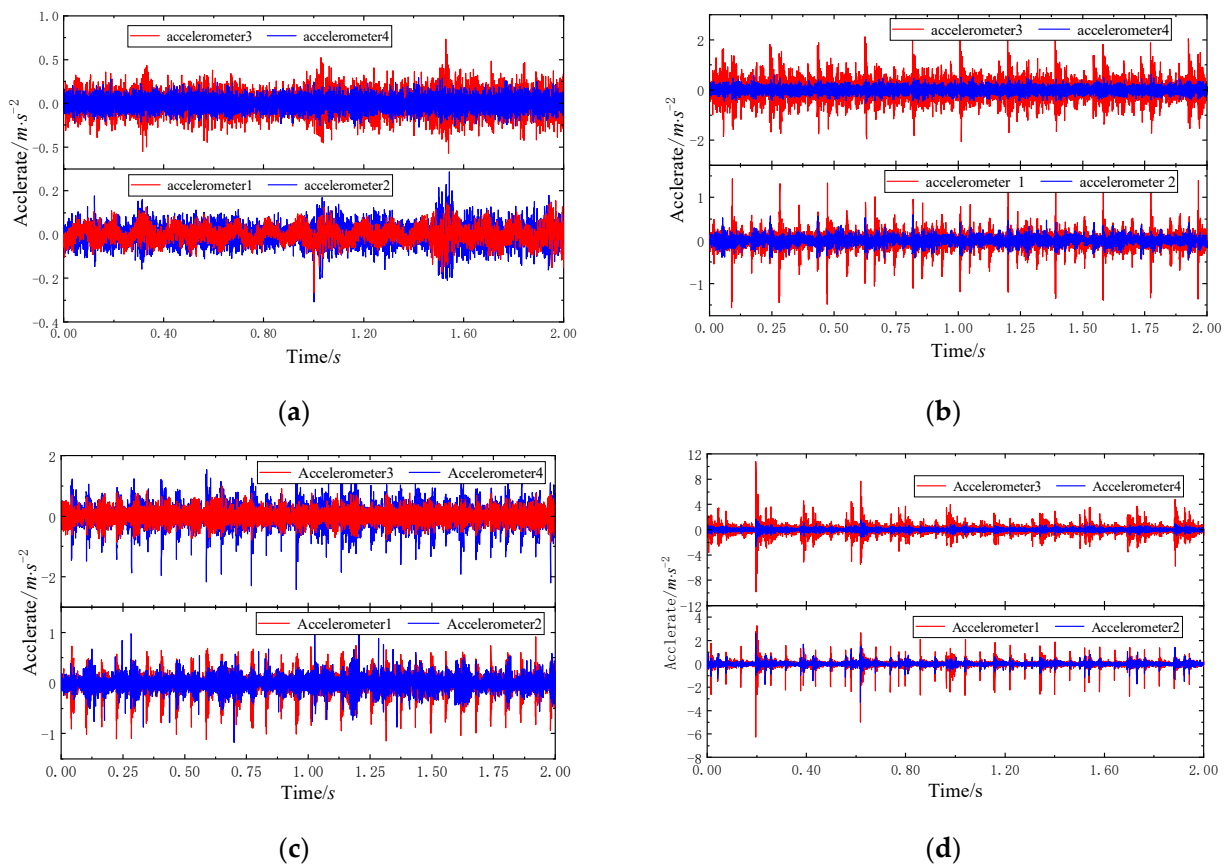 1.0
accelerometer3 accelerometer4
0.5
0.0
-0.5
accelerometer1 accelerometer2
0.2
0.0
-0.2
-0.4
0.00 0.40 0.80 1.20 1.60 2.00
Acclerate/m·s⁻²
Time/s
(a)
accelerometer3 accelerometer4
2
0
-2
accelerometer 1 accelerometer 2
1
0
-1
0.00 0.25 0.50 0.75 1.00 1.25 1.50 1.75 2.00
Acclerate/m·s⁻²
Time/s
(b)
2
Accelerometer3 Accelerometer4
0
-2
Accelerometer1 Accelerometer2
1
0
-1
0.00 0.25 0.50 0.75 1.00 1.25 1.50 1.75 2.00
Acclerate/m·s⁻²
Time/s
(c)
12
8
Accelerometer3 Accelerometer4
4
0
-4
-8
-12
4
Accelerometer1 Accelerometer2
2
0
-2
-4
-6
-8
0.00 0.40 0.80 1.20 1.60 2.00
Acclerate/m·s⁻²
Time/s
(d)